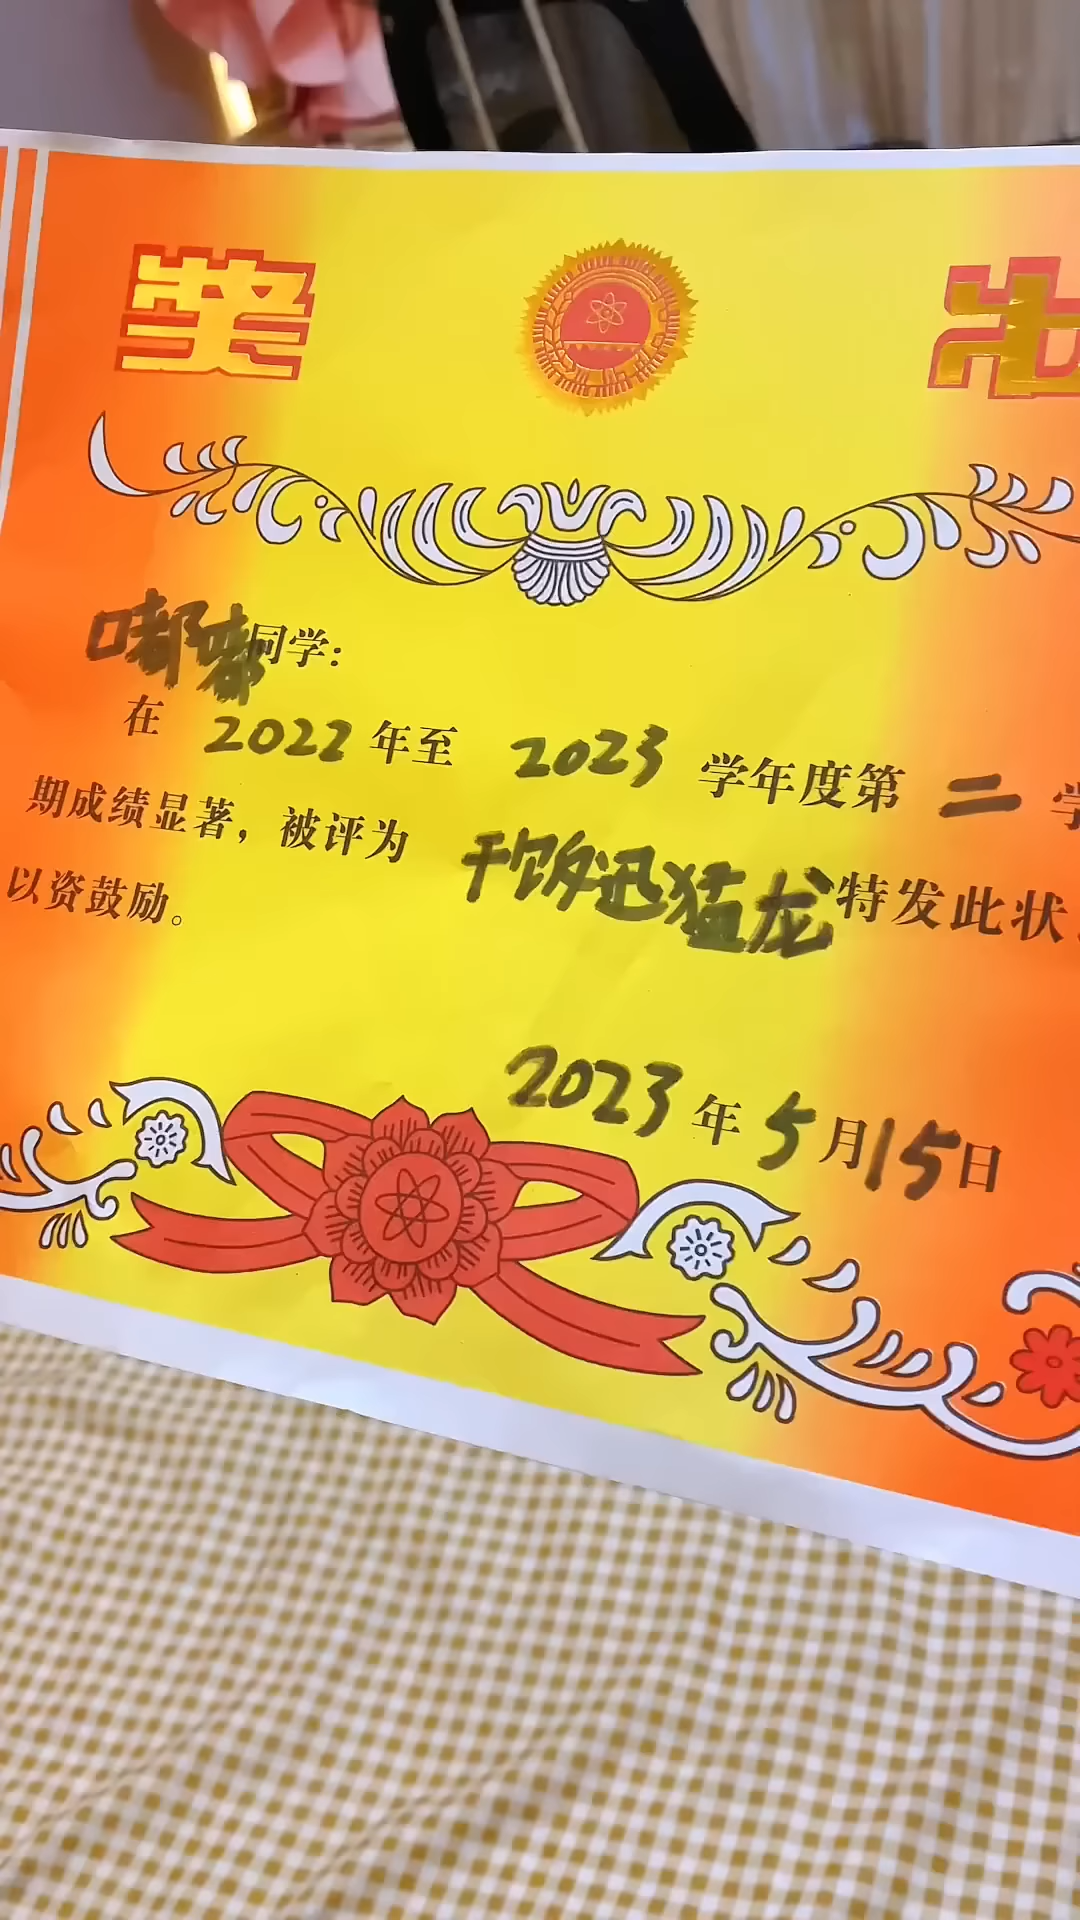 奖
嘟嘟同学:
在 2022 年至 2023 学年度第 二 学
期成绩显著，被评为 干饭迅猛龙 特发此状
以资鼓励。
2023 年 5 月 15 日